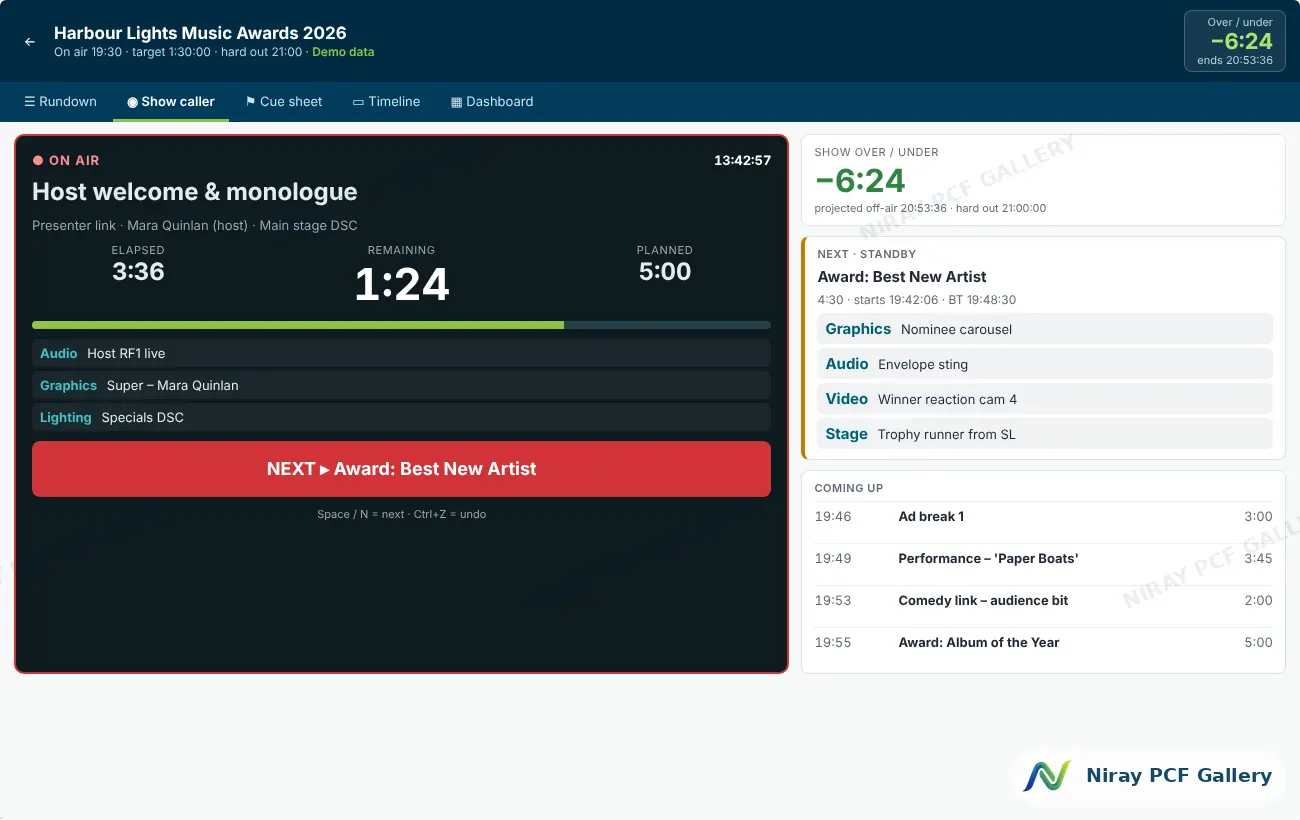 ← Harbour Lights Music Awards 2026
On air 19:30 · target 1:30:00 · hard out 21:00 · Demo data
Over / under
−6:24
ends 20:53:36
☰ Rundown
◉ Show caller
⚑ Cue sheet
▭ Timeline
▦ Dashboard
ON AIR
13:42:57
Host welcome & monologue
Presenter link · Mara Quinlan (host) · Main stage DSC
ELAPSED
3:36
REMAINING
1:24
PLANNED
5:00
Audio Host RF1 live
Graphics Super – Mara Quinlan
Lighting Specials DSC
NEXT ▸ Award: Best New Artist
Space / N = next · Ctrl+Z = undo
SHOW OVER / UNDER
−6:24
projected off-air 20:53:36 · hard out 21:00:00
NEXT · STANDBY
Award: Best New Artist
4:30 · starts 19:42:06 · BT 19:48:30
Graphics Nominee carousel
Audio Envelope sting
Video Winner reaction cam 4
Stage Trophy runner from SL
COMING UP
19:46 Ad break 1 3:00
19:49 Performance – 'Paper Boats' 3:45
19:53 Comedy link – audience bit 2:00
19:55 Award: Album of the Year 5:00
NIRAY PCF GALLERY
NIRAY PCF GALLERY
Niray PCF Gallery